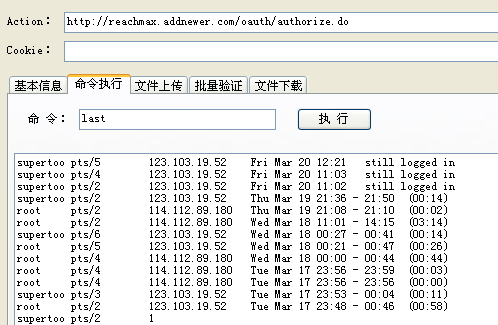 Action： http://reachmax.addnewer.com/oauth/authorize.do
Cookie：
基本信息 命令执行 文件上传 批量验证 文件下载
命 令： last 执 行
supertoo pts/5 123.103.19.52 Fri Mar 20 12:21 still logged in
supertoo pts/4 123.103.19.52 Fri Mar 20 11:03 still logged in
supertoo pts/2 123.103.19.52 Fri Mar 20 11:02 still logged in
supertoo pts/2 123.103.19.52 Thu Mar 19 21:36 - 21:50 (00:14)
root pts/2 114.112.89.180 Thu Mar 19 21:08 - 21:10 (00:02)
root pts/2 114.112.89.180 Wed Mar 18 11:01 - 14:15 (03:14)
supertoo pts/6 123.103.19.52 Wed Mar 18 00:27 - 00:41 (00:14)
root pts/5 123.103.19.52 Wed Mar 18 00:21 - 00:47 (00:26)
root pts/4 114.112.89.180 Wed Mar 18 00:00 - 00:44 (00:44)
root pts/4 114.112.89.180 Tue Mar 17 23:56 - 23:59 (00:03)
root pts/4 114.112.89.180 Tue Mar 17 23:56 - 23:56 (00:00)
supertoo pts/3 123.103.19.52 Tue Mar 17 23:53 - 00:04 (00:11)
root pts/2 123.103.19.52 Tue Mar 17 23:48 - 00:46 (00:58)
supertoo pts/2 1